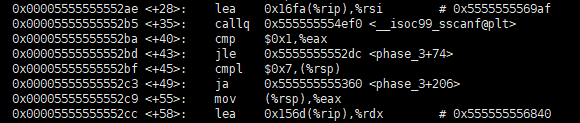 0x00005555555552ae <+28>: lea 0x16fa(%rip),%rsi # 0x5555555569af
0x00005555555552b5 <+35>: callq 0x555555554ef0 <__isoc99_sscanf@plt>
0x00005555555552ba <+40>: cmp $0x1,%eax
0x00005555555552bd <+43>: jle 0x5555555552dc <phase_3+74>
0x00005555555552bf <+45>: cmpl $0x7,(%rsp)
0x00005555555552c3 <+49>: ja 0x555555555360 <phase_3+206>
0x00005555555552c9 <+55>: mov (%rsp),%eax
0x00005555555552cc <+58>: lea 0x156d(%rip),%rdx # 0x555555556840